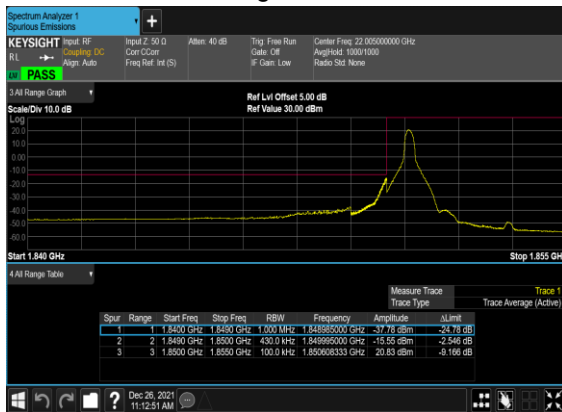 Spectrum Analyzer 1
Spurious Emissions
+
KEYSIGHT Input: RF Input Z: 50 Ω Atten: 40 dB Trig: Free Run Center Freq: 22.005000000 GHz
RL Coupling: DC Corr CCorr Gate: Off Avg|Hold: 1000/1000
Align: Auto Freq Ref: Int (S) IF Gain: Low Radio Std: None
PASS
3 All Range Graph
Ref Lvl Offset 5.00 dB
Scale/Div 10.0 dB Ref Value 30.00 dBm
Log
20.0
10.0
0.00
-10.0
-20.0
-30.0
-40.0
-50.0
-60.0
Start 1.840 GHz Stop 1.855 GH
4 All Range Table
Measure Trace Trace 1
Trace Type Trace Average (Active)
Spur Range Start Freq Stop Freq RBW Frequency Amplitude ΔLimit
1 1 1.8400 GHz 1.8490 GHz 1.000 MHz 1.848985000 GHz -37.78 dBm -24.78 dB
2 2 1.8490 GHz 1.8500 GHz 430.0 kHz 1.849995000 GHz -15.55 dBm -2.546 dB
3 3 1.8500 GHz 1.8550 GHz 100.0 kHz 1.850608333 GHz 20.83 dBm -9.166 dB
? Dec 26, 2021
11:12:51 AM